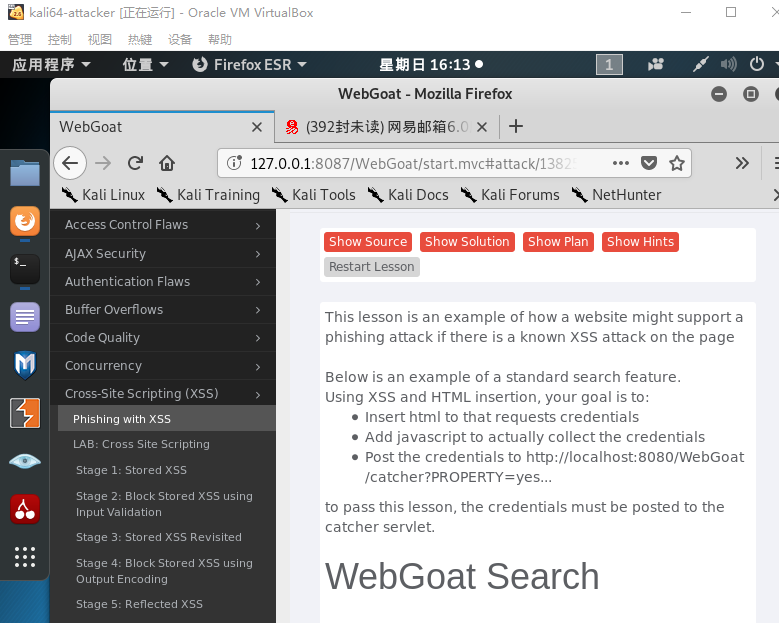 kali64-attacker [正在运行] - Oracle VM VirtualBox
管理 控制 视图 热键 设备 帮助
应用程序 位置 Firefox ESR 星期日 16:13 1
WebGoat - Mozilla Firefox
WebGoat (392封未读) 网易邮箱6.0
127.0.0.1:8087/WebGoat/start.mvc#attack/1382
Kali Linux Kali Training Kali Tools Kali Docs Kali Forums NetHunter
Access Control Flaws
AJAX Security
Authentication Flaws
Buffer Overflows
Code Quality
Concurrency
Cross-Site Scripting (XSS)
Phishing with XSS
LAB: Cross Site Scripting
Stage 1: Stored XSS
Stage 2: Block Stored XSS using
Input Validation
Stage 3: Stored XSS Revisited
Stage 4: Block Stored XSS using
Output Encoding
Stage 5: Reflected XSS
Show Source Show Solution Show Plan Show Hints
Restart Lesson
This lesson is an example of how a website might support a
phishing attack if there is a known XSS attack on the page
Below is an example of a standard search feature.
Using XSS and HTML insertion, your goal is to:
Insert html to that requests credentials
Add javascript to actually collect the credentials
Post the credentials to http://localhost:8080/WebGoat
/catcher?PROPERTY=yes...
to pass this lesson, the credentials must be posted to the
catcher servlet.
WebGoat Search